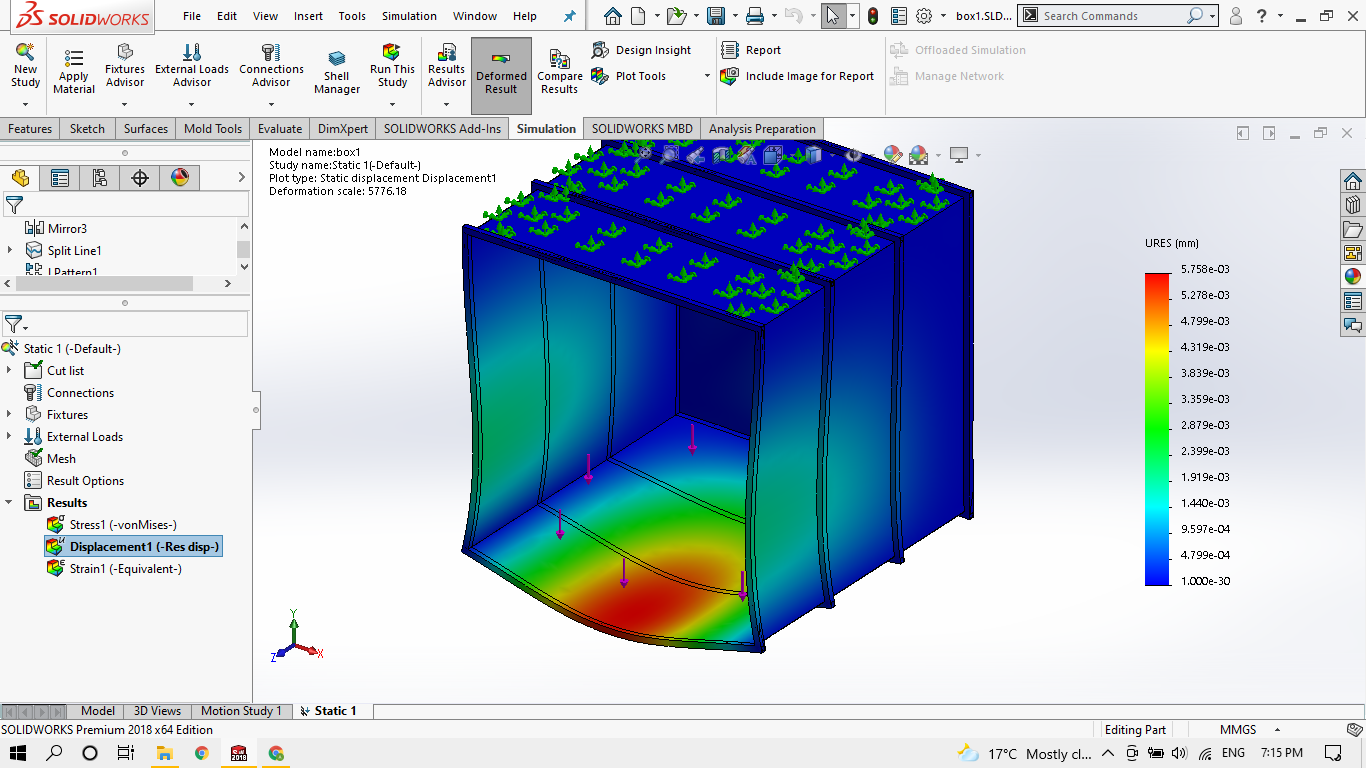 SOLIDWORKS
File Edit View Insert Tools Simulation Window Help
box1.SLD...
Search Commands
New Study
Apply Material
Fixtures Advisor
External Loads Advisor
Connections Advisor
Shell Manager
Run This Study
Results Advisor
Deformed Result
Compare Results
Design Insight
Plot Tools
Report
Include Image for Report
Offloaded Simulation
Manage Network
Features Sketch Surfaces Mold Tools Evaluate DimXpert SOLIDWORKS Add-Ins Simulation SOLIDWORKS MBD Analysis Preparation
Mirror3
Split Line1
LPattern1
Static 1 (-Default-)
Cut list
Connections
Fixtures
External Loads
Mesh
Result Options
Results
Stress1 (-vonMises-)
Displacement1 (-Res disp-)
Strain1 (-Equivalent-)
Model name:box1
Study name:Static 1(-Default-)
Plot type: Static displacement Displacement1
Deformation scale: 5776.18
URES (mm)
5.758e-03
5.278e-03
4.799e-03
4.319e-03
3.839e-03
3.359e-03
2.879e-03
2.399e-03
1.919e-03
1.440e-03
9.597e-04
4.799e-04
1.000e-30
Y
Z X
Model 3D Views Motion Study 1 Static 1
SOLIDWORKS Premium 2018 x64 Edition
Editing Part MMGS
17°C Mostly cl... ENG 7:15 PM